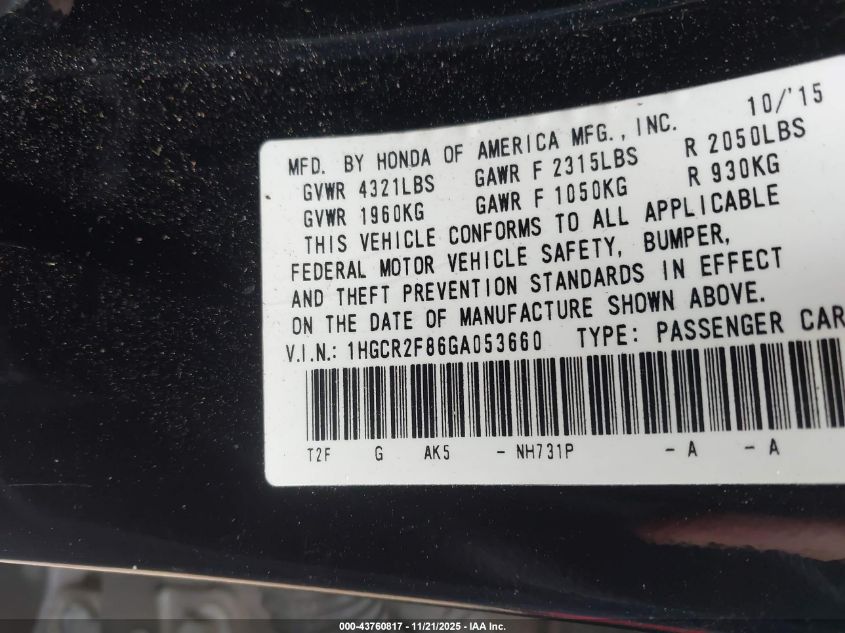 10/'15
MFD. BY HONDA OF AMERICA MFG., INC.
GVWR 4321LBS GAWR F 2315LBS R 2050LBS
GVWR 1960KG GAWR F 1050KG R 930KG
THIS VEHICLE CONFORMS TO ALL APPLICABLE
FEDERAL MOTOR VEHICLE SAFETY, BUMPER,
AND THEFT PREVENTION STANDARDS IN EFFECT
ON THE DATE OF MANUFACTURE SHOWN ABOVE.
V.I.N.: 1HGCR2F86GA053660 TYPE: PASSENGER CAR
T2F G AK5 - NH731P - A - A
000-43760817 - 11/21/2025 - IAA Inc.